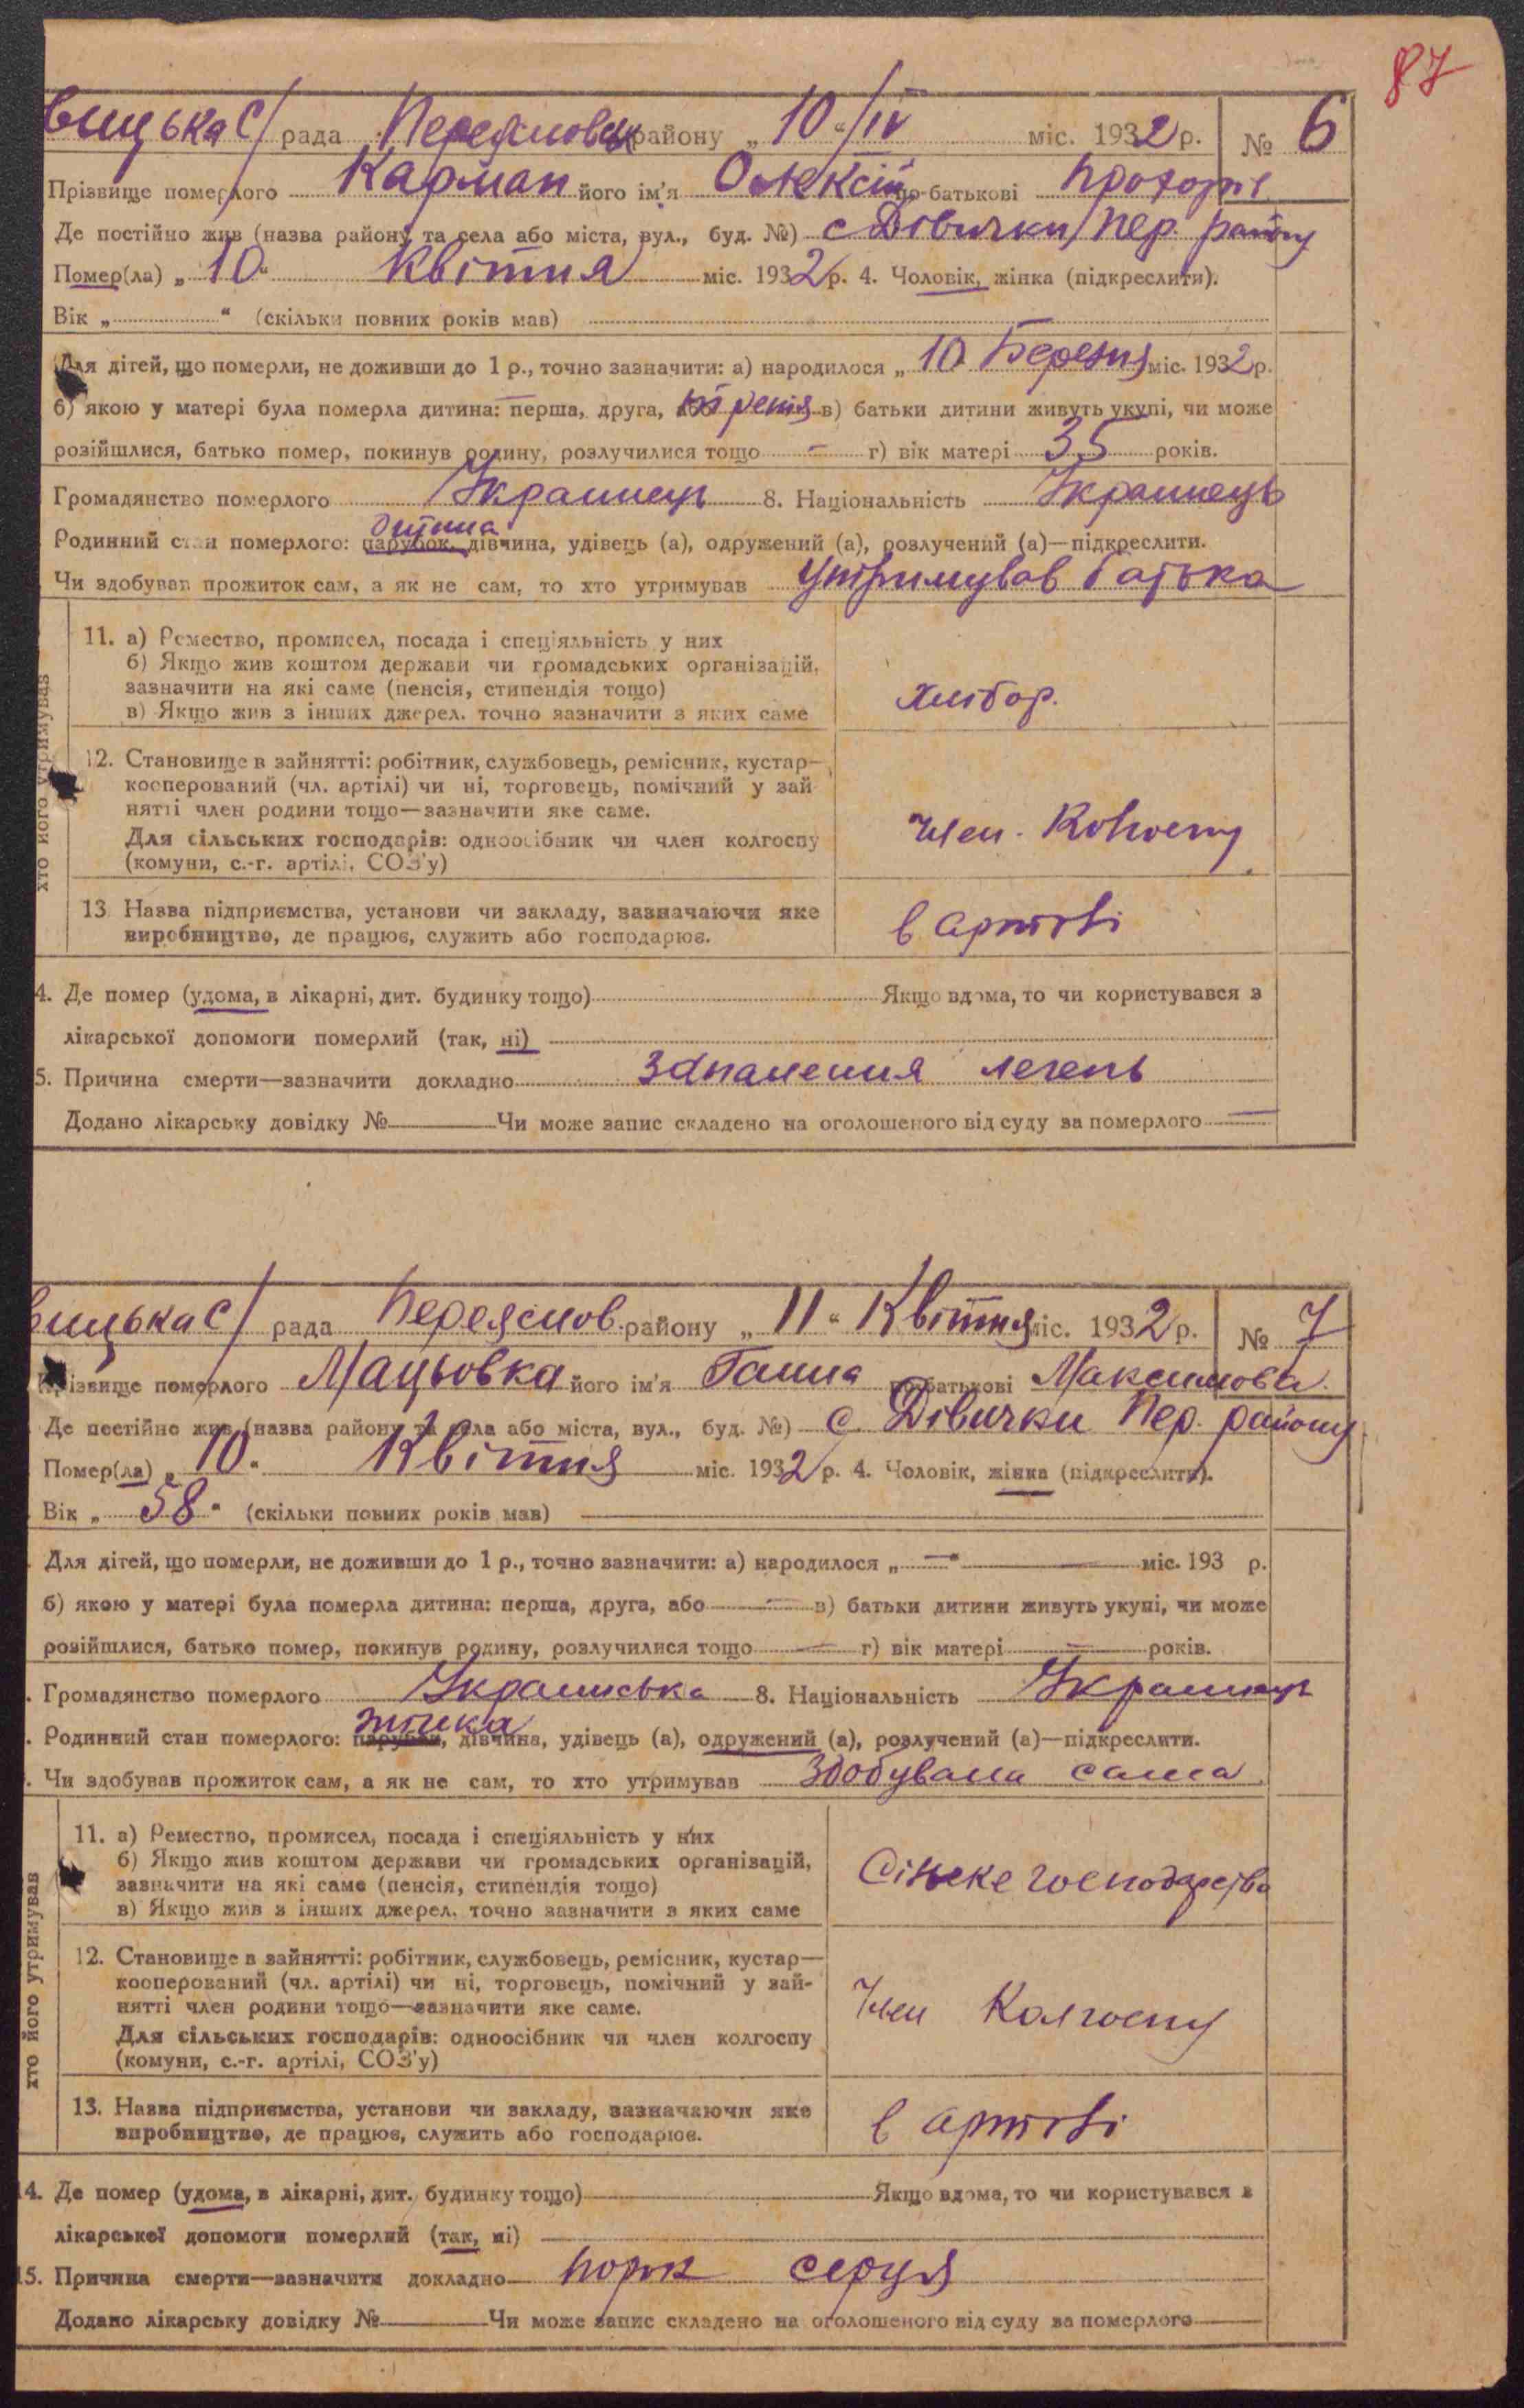 87
вицька С/ рада Переяславськ району „ 10 “ /IV міс. 1932 р. № 6
Прізвище померлого Карман його ім'я Олексій по-батькові Прохорів
Де постійно жив (назва району та села або міста, вул., буд. №) с Дівички Пер. району
Помер(ла) „ 10 “ Квітня міс. 1932 р. 4. Чоловік, жінка (підкреслити).
Вік „ “ (скільки повних років мав)
Для дітей, що померли, не доживши до 1 р., точно зазначити: а) народилося „ 10 Березня міс. 1932 р.
б) якою у матері була померла дитина: перша, друга, або третя в) батьки дитини живуть укупі, чи може
розійшлися, батько помер, покинув родину, розлучилися тощо – г) вік матері 35 років.
Громадянство померлого Украинець 8. Національність Украинець
дитина
Родинний стан померлого: парубок, дівчина, удівець (а), одружений (а), розлучений (а)—підкреслити.
Чи здобував прожиток сам, а як не сам, то хто утримував Утримував батька
хто його утримував
11. а) Ремество, промисел, посада і спеціяльність у них
б) Якщо жив коштом держави чи громадських організацій,
зазначити на які саме (пенсія, стипендія тощо)
в) Якщо жив з інших джерел, точно зазначити з яких саме
хлібор.
12. Становище в зайнятті: робітник, службовець, ремісник, кустар—
кооперований (чл. артілі) чи ні, торговець, помічний у зай
нятті член родини тощо—зазначити яке саме.
Для сільських господарів: одноосібник чи член колгоспу
(комуни, с.-г. артілі, СОЗ'у)
член. Колгоспу
13 Назва підприємства, установи чи закладу, зазначаючи яке
виробництво, де працює, служить або господарює.
в артілі
4. Де помер (удома, в лікарні, дит. будинку тощо) Якщо вдома, то чи користувався з
лікарської допомоги померлий (так, ні)
5. Причина смерти—зазначити докладно Запалення легень
Додано лікарську довідку № Чи може запис складено на оголошеного від суду за померлого —
вицька С/ рада Переяслов. району „ 11 “ Квітня міс. 1932 р. № 7
Прізвище померлого Мацьовка його ім'я Ганна по-батькові Максимова
Де постійно жив (назва району та села або міста, вул., буд. №) с. Дівички Пер. району
Помер(ла) „ 10 “ Квітня міс. 1932 р. 4. Чоловік, жінка (підкреслити).
Вік „ 58 “ (скільки повних років мав)
Для дітей, що померли, не доживши до 1 р., точно зазначити: а) народилося „ — “ міс. 193 р.
б) якою у матері була померла дитина: перша, друга, або — в) батьки дитини живуть укупі, чи може
розійшлися, батько помер, покинув родину, розлучилися тощо — г) вік матері — років.
. Громадянство померлого Украинська 8. Національність Украинец
жінка
. Родинний стан померлого: парубок, дівчина, удівець (а), одружений (а), розлучений (а)—підкреслити.
. Чи здобував прожиток сам, а як не сам, то хто утримував Здобувала сама
хто його утримував
11. а) Ремество, промисел, посада і спеціяльність у них
б) Якщо жив коштом держави чи громадських організацій,
зазначити на які саме (пенсія, стипендія тощо)
в) Якщо жив з інших джерел, точно зазначити з яких саме
Сільске господарства
12. Становище в зайнятті: робітник, службовець, ремісник, кустар—
кооперований (чл. артілі) чи ні, торговець, помічний у зай-
нятті член родини тощо—зазначити яке саме.
Для сільських господарів: одноосібник чи член колгоспу
(комуни, с.-г. артілі, СОЗ'у)
Член Колгоспу
13. Назва підприємства, установи чи закладу, зазначаючи яке
виробництво, де працює, служить або господарює.
в артілі
14. Де помер (удома, в лікарні, дит. будинку тощо) Якщо вдома, то чи користувався з
лікарської допомоги померлий (так, ні)
15. Причина смерти—зазначити докладно порок серця
Додано лікарську довідку № Чи може запис складено на оголошеного від суду за померлого